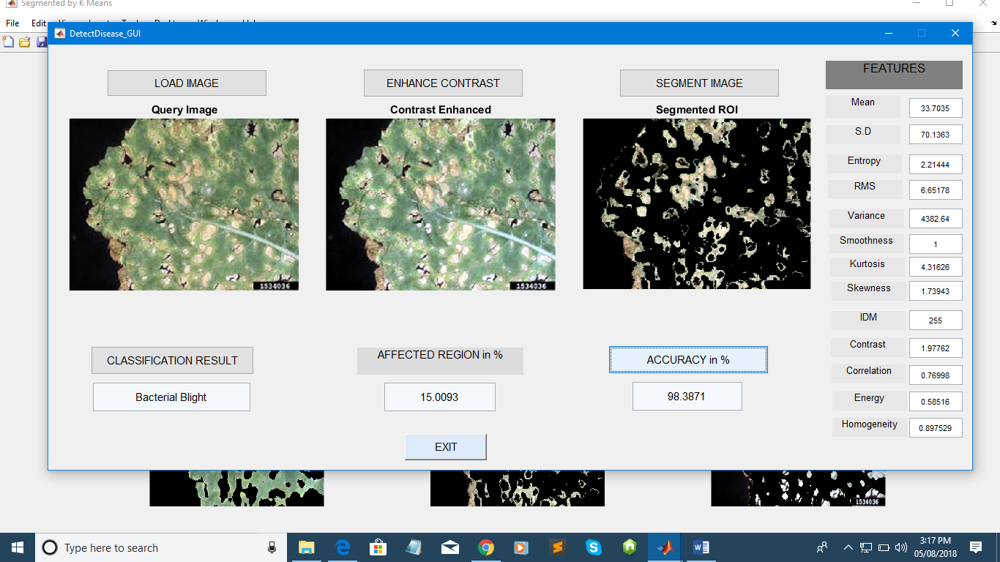 Segmented by K Means
File Edit
DetectDisease_GUI
LOAD IMAGE
ENHANCE CONTRAST
SEGMENT IMAGE
Query Image
Contrast Enhanced
Segmented ROI
1534036
1534036
FEATURES
Mean 33.7035
S.D 70.1363
Entropy 2.21444
RMS 6.65178
Variance 4382.64
Smoothness 1
Kurtosis 4.31626
Skewness 1.73943
IDM 255
Contrast 1.97762
Correlation 0.76998
Energy 0.58516
Homogeneity 0.897529
CLASSIFICATION RESULT
AFFECTED REGION in %
ACCURACY in %
Bacterial Blight
15.0093
98.3871
EXIT
1534036
Type here to search
3:17 PM
05/08/2018